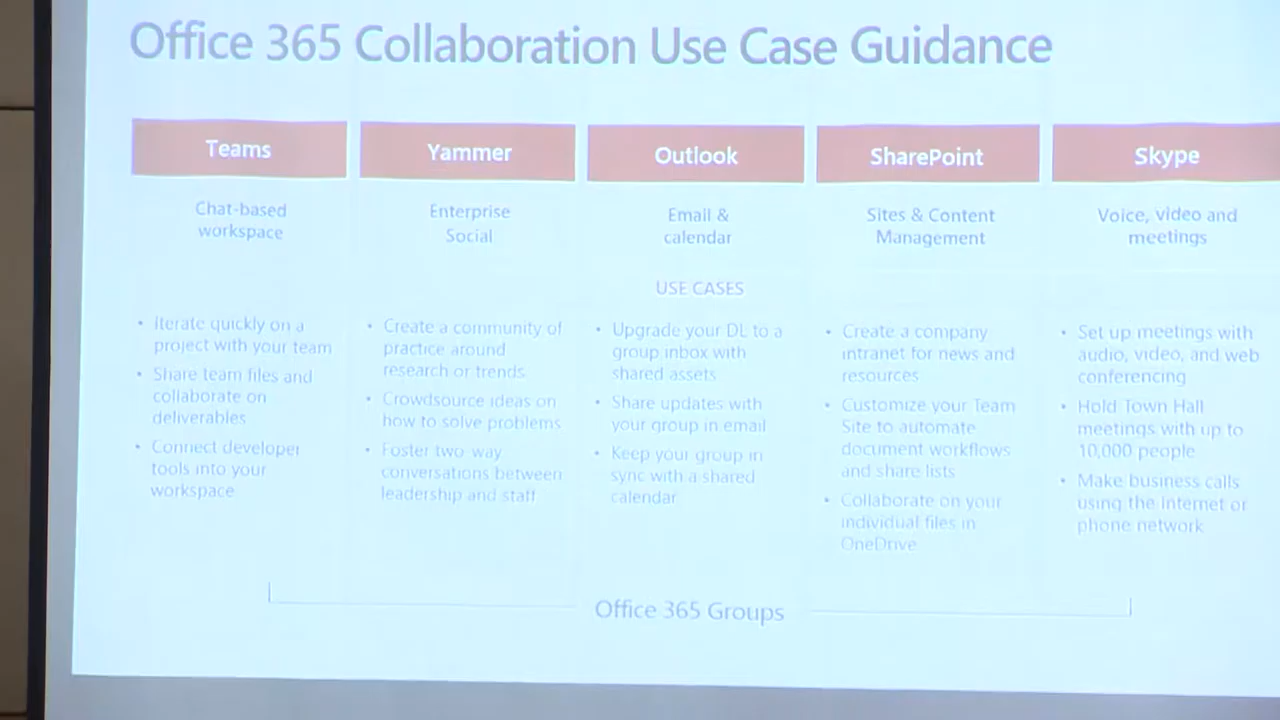 Office 365 Collaboration Use Case Guidance
Teams
Chat-based
workspace
Yammer
Enterprise
Social
Outlook
Email &
calendar
SharePoint
Sites & Content
Management
Skype
Voice, video and
meetings
USE CASES
• Iterate quickly on a
project with your team
• Share team files and
collaborate on
deliverables
• Connect developer
tools into your
workspace
• Create a community of
practice around
research or trends
• Crowdsource ideas on
how to solve problems
• Foster two-way
conversations between
leadership and staff
• Upgrade your DL to a
group inbox with
shared assets
• Share updates with
your group in email
• Keep your group in
sync with a shared
calendar
• Create a company
intranet for news and
resources
• Customize your Team
Site to automate
document workflows
and share lists
• Collaborate on your
individual files in
OneDrive
• Set up meetings with
audio, video, and web
conferencing
• Hold Town Hall
meetings with up to
10,000 people
• Make business calls
using the Internet or
phone network
Office 365 Groups